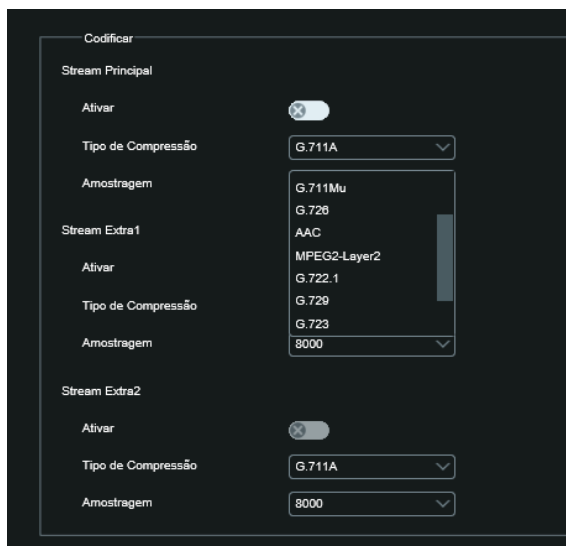 Codificar
Stream Principal
Ativar
Tipo de Compressão
G.711A
Amostragem
G.711Mu
G.726
AAC
MPEG2-Layer2
G.722.1
G.729
G.723
Stream Extra1
Ativar
Tipo de Compressão
Amostragem
8000
Stream Extra2
Ativar
Tipo de Compressão
G.711A
Amostragem
8000